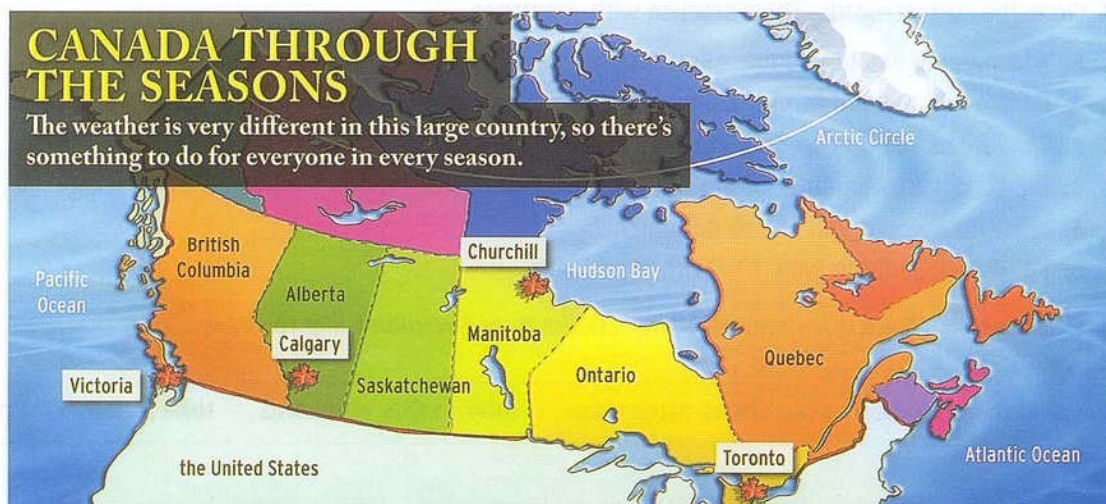 CANADA THROUGH
THE SEASONS
The weather is very different in this large country, so there's
something to do for everyone in every season.
Arctic Circle
British
Columbia
Churchill
Hudson Bay
Pacific
Ocean
Alberta
Manitoba
Calgary
Quebec
Victoria
Saskatchewan
Ontario
the United States
Toronto
Atlantic Ocean